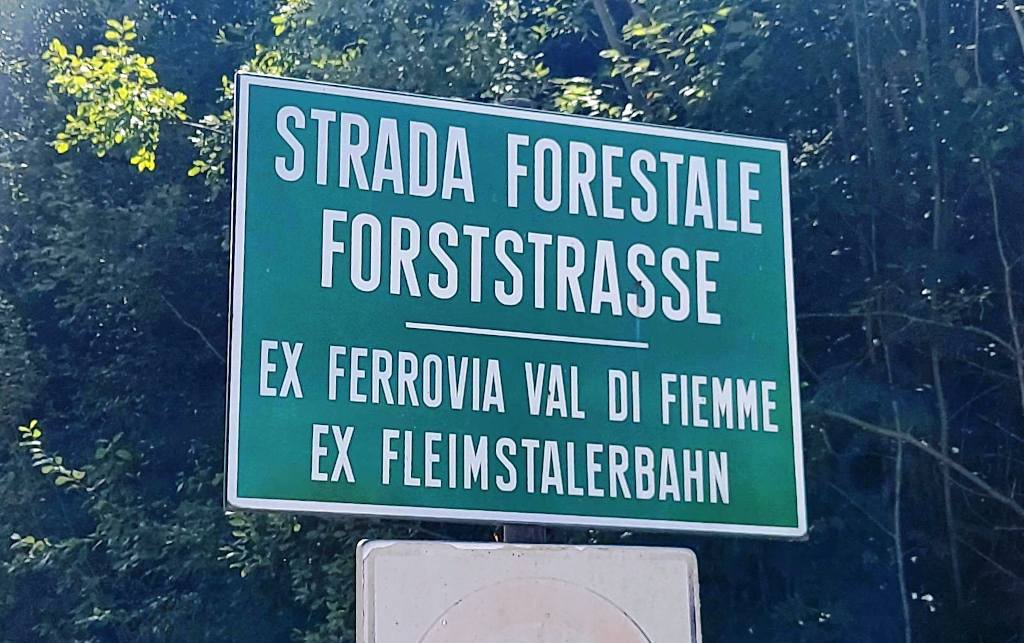 STRADA FORESTALE
FORSTSTRASSE
EX FERROVIA VAL DI FIEMME
EX FLEIMSTALERBAHN